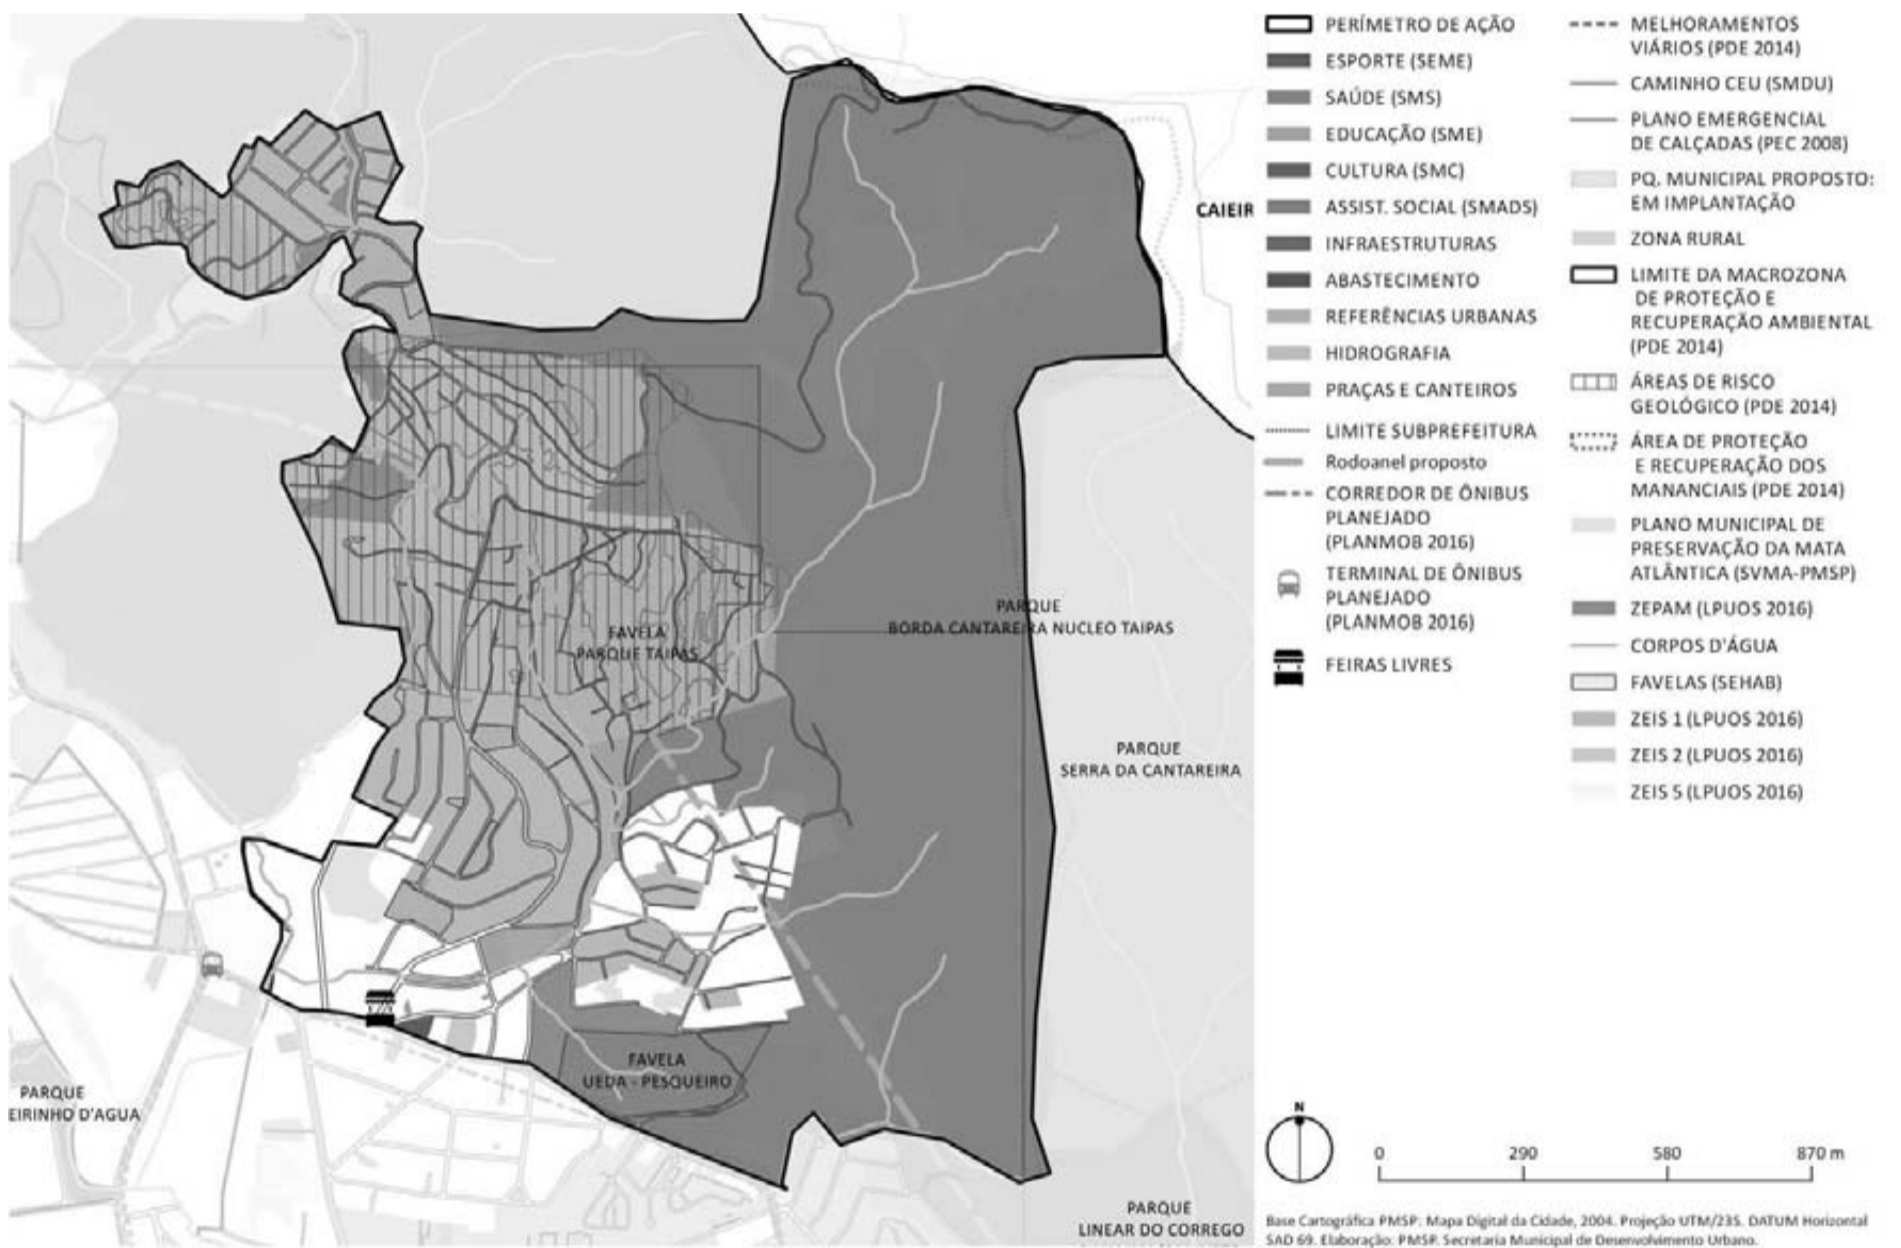 CAIEIR
FAVELA
PARQUE TAIPAS
PARQUE
BORDA CANTAREIRA NUCLEO TAIPAS
PARQUE
SERRA DA CANTAREIRA
FAVELA
UEDA - PESQUEIRO
PARQUE
EIRINHO D'AGUA
PARQUE
LINEAR DO CORREGO
PERÍMETRO DE AÇÃO
ESPORTE (SEME)
SAÚDE (SMS)
EDUCAÇÃO (SME)
CULTURA (SMC)
ASSIST. SOCIAL (SMADS)
INFRAESTRUTURAS
ABASTECIMENTO
REFERÊNCIAS URBANAS
HIDROGRAFIA
PRAÇAS E CANTEIROS
LIMITE SUBPREFEITURA
Rodoanel proposto
CORREDOR DE ÔNIBUS
PLANEJADO
(PLANMOB 2016)
TERMINAL DE ÔNIBUS
PLANEJADO
(PLANMOB 2016)
FEIRAS LIVRES
MELHORAMENTOS
VIÁRIOS (PDE 2014)
CAMINHO CEU (SMDU)
PLANO EMERGENCIAL
DE CALÇADAS (PEC 2008)
PQ. MUNICIPAL PROPOSTO:
EM IMPLANTAÇÃO
ZONA RURAL
LIMITE DA MACROZONA
DE PROTEÇÃO E
RECUPERAÇÃO AMBIENTAL
(PDE 2014)
ÁREAS DE RISCO
GEOLÓGICO (PDE 2014)
ÁREA DE PROTEÇÃO
E RECUPERAÇÃO DOS
MANANCIAIS (PDE 2014)
PLANO MUNICIPAL DE
PRESERVAÇÃO DA MATA
ATLÂNTICA (SVMA-PMSP)
ZEPAM (LPUOS 2016)
CORPOS D'ÁGUA
FAVELAS (SEHAB)
ZEIS 1 (LPUOS 2016)
ZEIS 2 (LPUOS 2016)
ZEIS 5 (LPUOS 2016)
N
0 290 580 870 m
Base Cartográfica PMSP: Mapa Digital da Cidade, 2004. Projeção UTM/23S. DATUM Horizontal
SAD 69. Elaboração: PMSP. Secretaria Municipal de Desenvolvimento Urbano.